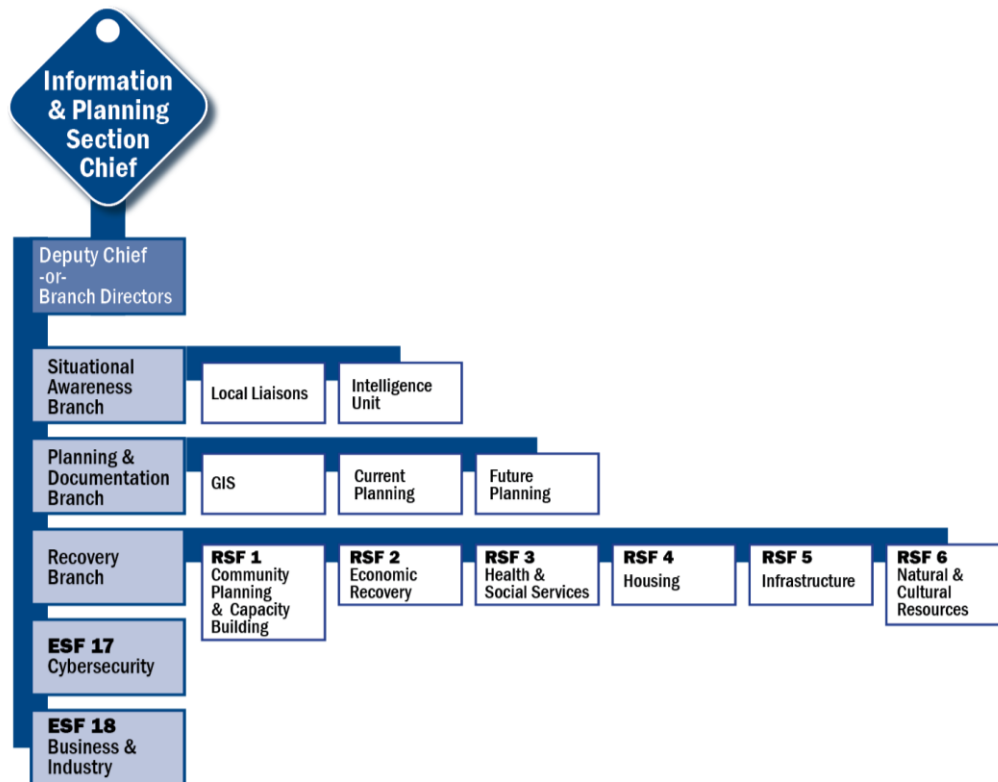 Information
& Planning
Section
Chief
Deputy Chief
-or-
Branch Directors
Situational
Awareness
Branch
Local Liaisons
Intelligence
Unit
Planning &
Documentation
Branch
GIS
Current
Planning
Future
Planning
Recovery
Branch
RSF 1
Community
Planning
& Capacity
Building
RSF 2
Economic
Recovery
RSF 3
Health &
Social Services
RSF 4
Housing
RSF 5
Infrastructure
RSF 6
Natural &
Cultural
Resources
ESF 17
Cybersecurity
ESF 18
Business &
Industry